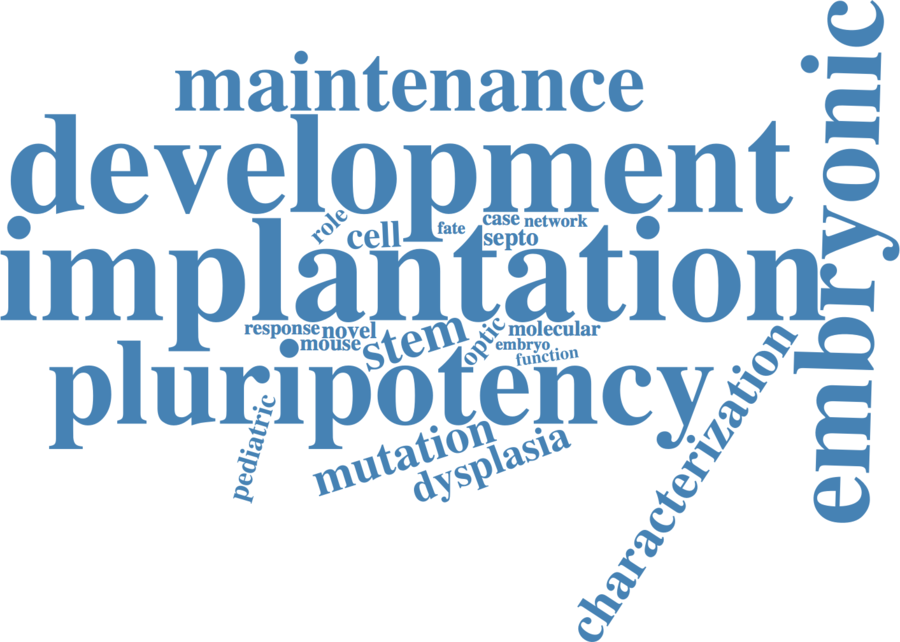 maintenance
development
embryonic
role
cell
fate
case
network
septo
implantation
response
novel
mouse
stem
optic
molecular
embryo
function
pluripotency
pediatric
mutation
dysplasia
characterization